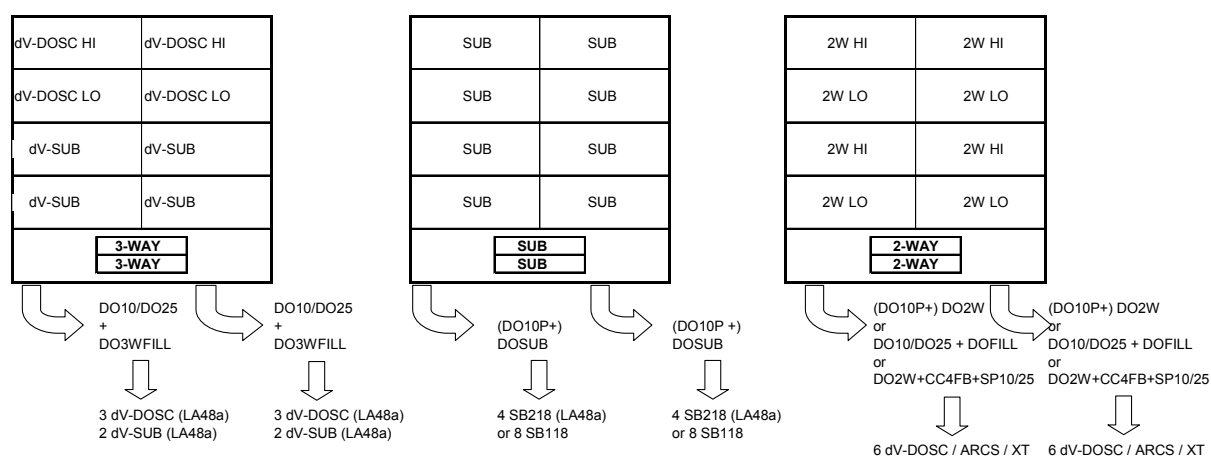 dV-DOSC HI dV-DOSC HI
dV-DOSC LO dV-DOSC LO
dV-SUB dV-SUB
dV-SUB dV-SUB
3-WAY
3-WAY
DO10/DO25
+
DO3WFILL
3 dV-DOSC (LA48a)
2 dV-SUB (LA48a)
DO10/DO25
+
DO3WFILL
3 dV-DOSC (LA48a)
2 dV-SUB (LA48a)
SUB SUB
SUB SUB
SUB SUB
SUB SUB
SUB
SUB
(DO10P+)
DOSUB
4 SB218 (LA48a)
or 8 SB118
(DO10P +)
DOSUB
4 SB218 (LA48a)
or 8 SB118
2W HI 2W HI
2W LO 2W LO
2W HI 2W HI
2W LO 2W LO
2-WAY
2-WAY
(DO10P+) DO2W
or
DO10/DO25 + DOFILL
or
DO2W+CC4FB+SP10/25
6 dV-DOSC / ARCS / XT
(DO10P+) DO2W
or
DO10/DO25 + DOFILL
or
DO2W+CC4FB+SP10/25
6 dV-DOSC / ARCS / XT